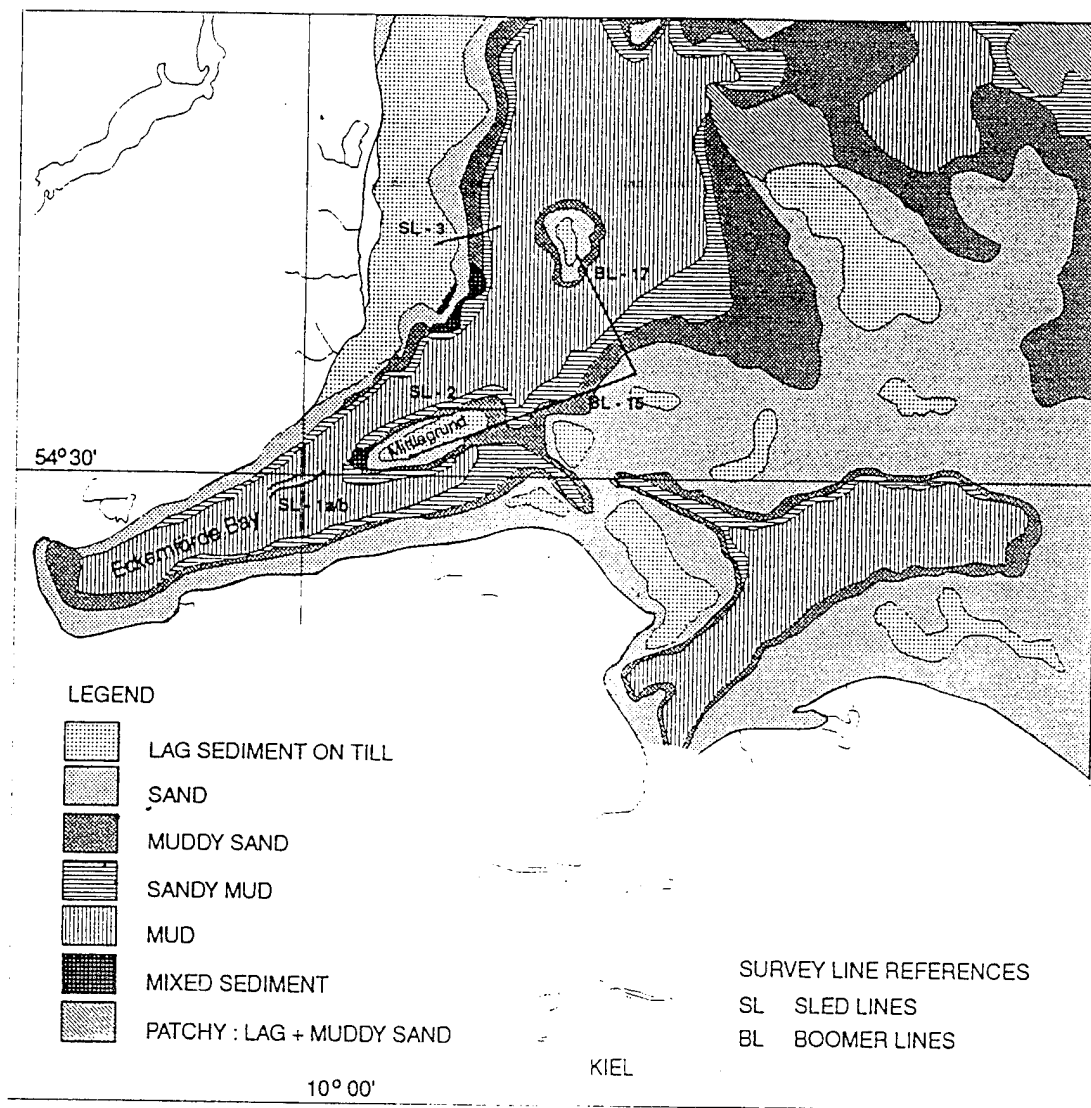 SL - 3
BL - 17
SL - 2
BL - 15
Mittlegrund
54° 30'
SL - 1a/b
Eckernförde Bay
LEGEND
LAG SEDIMENT ON TILL
SAND
MUDDY SAND
SANDY MUD
MUD
MIXED SEDIMENT
PATCHY : LAG + MUDDY SAND
SURVEY LINE REFERENCES
SL SLED LINES
BL BOOMER LINES
KIEL
10° 00'